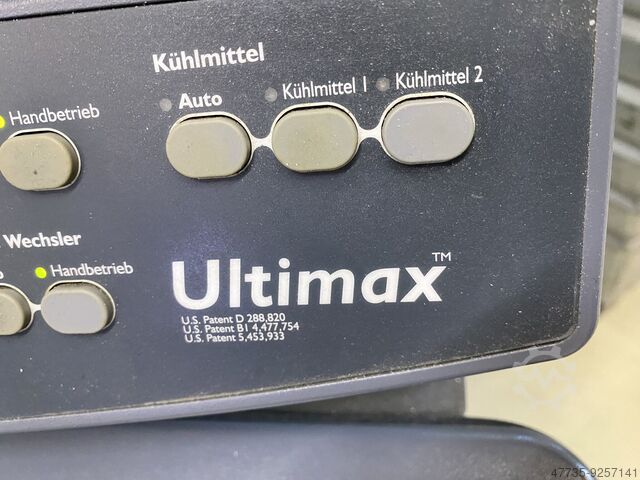 Kühlmittel
Handbetrieb
Auto
Kühlmittel 1
Kühlmittel 2
Wechsler
Handbetrieb
Ultimax™
U.S. Patent D 288,820
U.S. Patent B1 4,477,754
U.S. Patent 5,453,933
47735-9257141